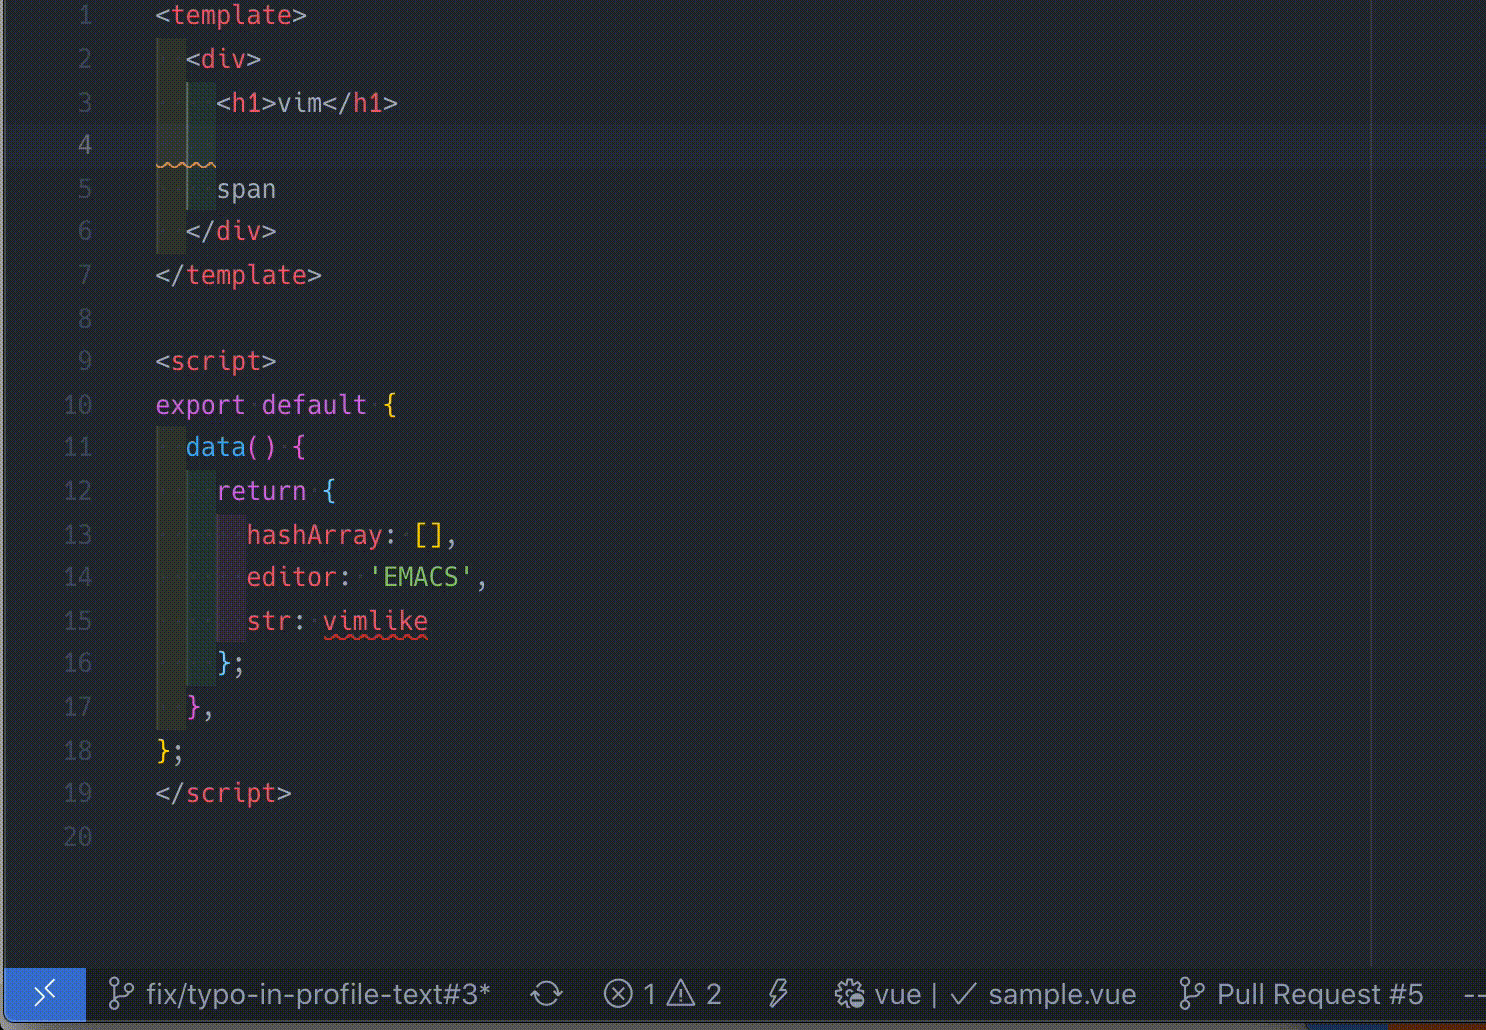 1 <template>
2 <div>
3 <h1>vim</h1>
4
5 span
6 </div>
7 </template>
8
9 <script>
10 export default {
11 data() {
12 return {
13 hashArray: [],
14 editor: 'EMACS',
15 str: vimlike
16 };
17 },
18 };
19 </script>
20
fix/typo-in-profile-text#3* 1 2 vue | sample.vue Pull Request #5 --